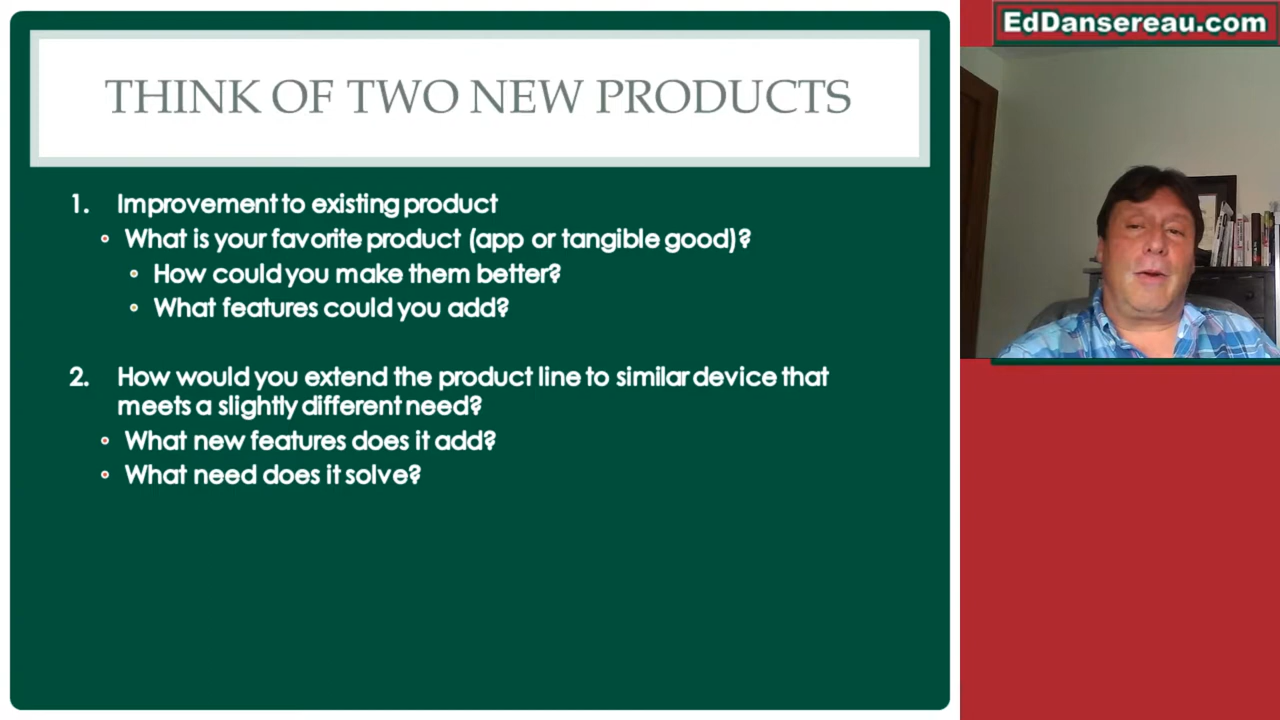 EdDansereau.com
THINK OF TWO NEW PRODUCTS
1. Improvement to existing product
• What is your favorite product (app or tangible good)?
• How could you make them better?
• What features could you add?
2. How would you extend the product line to similar device that
meets a slightly different need?
• What new features does it add?
• What need does it solve?